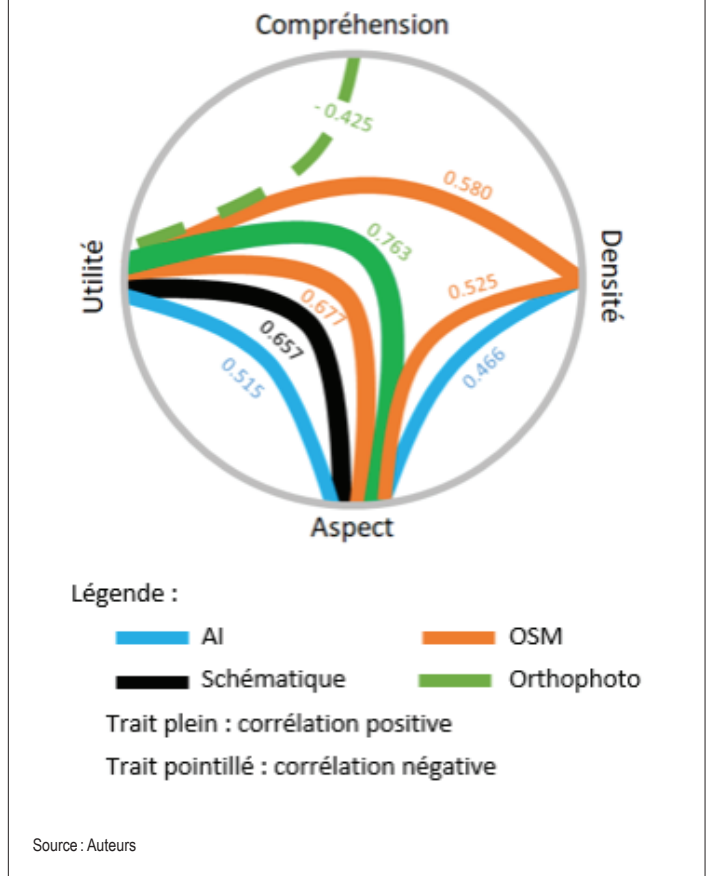 Compréhension
- 0.425
0.580
Utilité
0.763
Densité
0.677
0.525
0.657
0.515
0.466
Aspect
Légende :
AI
OSM
Schématique
Orthophoto
Trait plein : corrélation positive
Trait pointillé : corrélation négative
Source : Auteurs